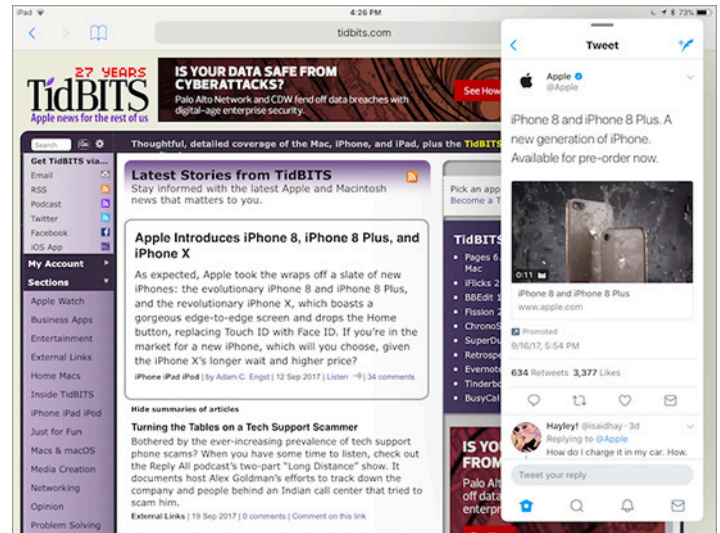 iPad
4:26 PM
73%
tidbits.com
27 YEARS
TidBITS
Apple news for the rest of us
IS YOUR DATA SAFE FROM
CYBERATTACKS?
Palo Alto Network and CDW fend off data breaches with
digital-age enterprise security.
See How
Search
Thoughtful, detailed coverage of the Mac, iPhone, and iPad, plus the TidBITS
Get TidBITS via...
Email
RSS
Podcast
Twitter
Facebook
iOS App
My Account
Sections
Apple Watch
Business Apps
Entertainment
External Links
Home Macs
Inside TidBITS
iPhone iPad iPod
Just for Fun
Macs & macOS
Media Creation
Networking
Opinion
Problem Solving
Latest Stories from TidBITS
Stay informed with the latest Apple and Macintosh
news that matters to you.
Apple Introduces iPhone 8, iPhone 8 Plus, and
iPhone X
As expected, Apple took the wraps off a slate of new
iPhones: the evolutionary iPhone 8 and iPhone 8 Plus,
and the revolutionary iPhone X, which boasts a
gorgeous edge-to-edge screen and drops the Home
button, replacing Touch ID with Face ID. If you're in the
market for a new iPhone, which will you choose, given
the iPhone X's longer wait and higher price?
iPhone iPad iPod | by Adam C. Engst | 12 Sep 2017 | Listen | 34 comments
Hide summaries of articles
Turning the Tables on a Tech Support Scammer
Bothered by the ever-increasing prevalence of tech support
phone scams? When you have some time to listen, check out
the Reply All podcast's two-part "Long Distance" show. It
documents host Alex Goldman's efforts to track down the
company and people behind an Indian call center that tried to
scam him.
External Links | 19 Sep 2017 | 0 comments | Comment on this link
Pick an app
Become a T
TidBITS
Pages 6.
Mac
iFlicks 2
BBEdit 1
Fission 2
ChronoS
SuperDu
Retrospe
Evernote
Tinderbo
BusyCal
IS YO
FROM
Palo Alt
off data
enterpr
Tweet
Apple
@Apple
iPhone 8 and iPhone 8 Plus. A
new generation of iPhone.
Available for pre-order now.
0:11
iPhone 8 and iPhone 8 Plus
www.apple.com
Promoted
9/16/17, 5:54 PM
634 Retweets 3,377 Likes
Hayley! @isaidhay · 3d
Replying to @Apple
How do I charge it in my car. How.
Tweet your reply